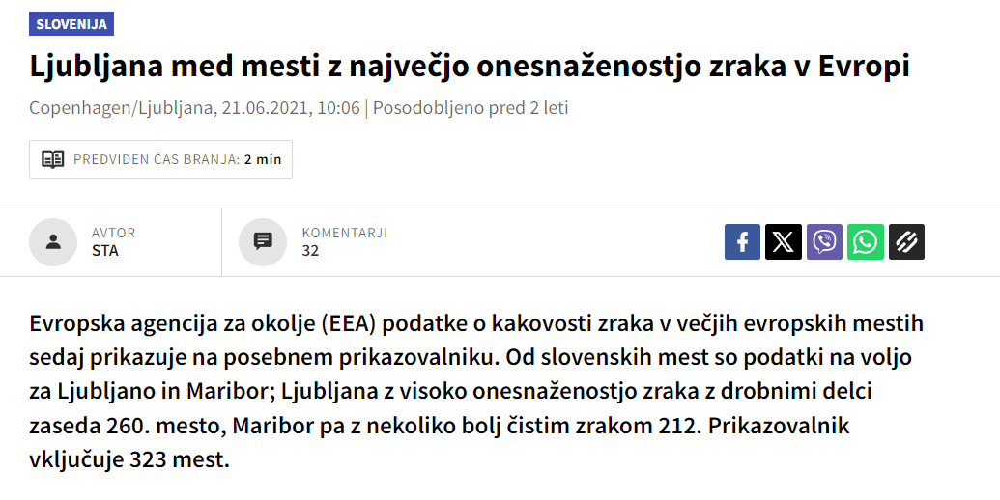 SLOVENIJA
Ljubljana med mesti z največjo onesnaženostjo zraka v Evropi
Copenhagen/Ljubljana, 21.06.2021, 10:06 | Posodobljeno pred 2 leti
PREDVIDEN ČAS BRANJA: 2 min
AVTOR
STA
KOMENTARJI
32
Evropska agencija za okolje (EEA) podatke o kakovosti zraka v večjih evropskih mestih
sedaj prikazuje na posebnem prikazovalniku. Od slovenskih mest so podatki na voljo
za Ljubljano in Maribor; Ljubljana z visoko onesnaženostjo zraka z drobnimi delci
zaseda 260. mesto, Maribor pa z nekoliko bolj čistim zrakom 212. Prikazovalnik
vključuje 323 mest.